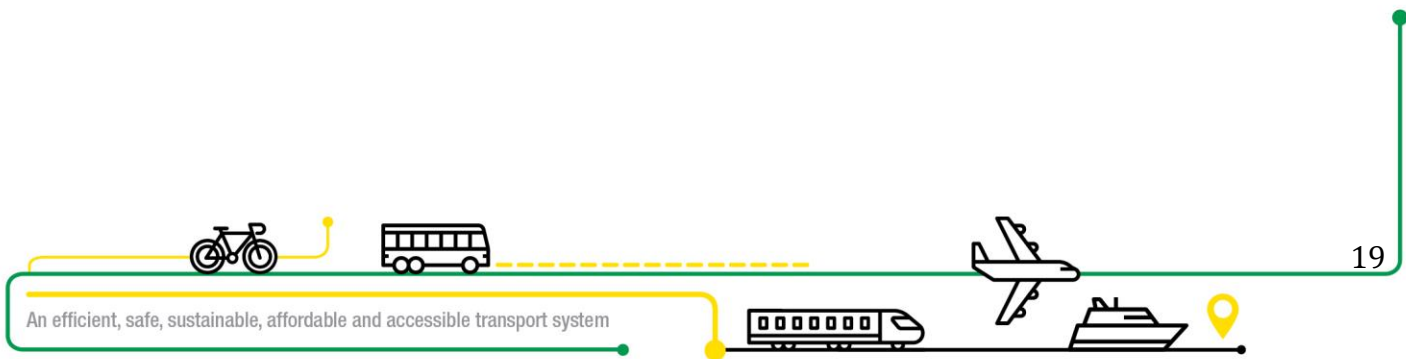 19
An efficient, safe, sustainable, affordable and accessible transport system